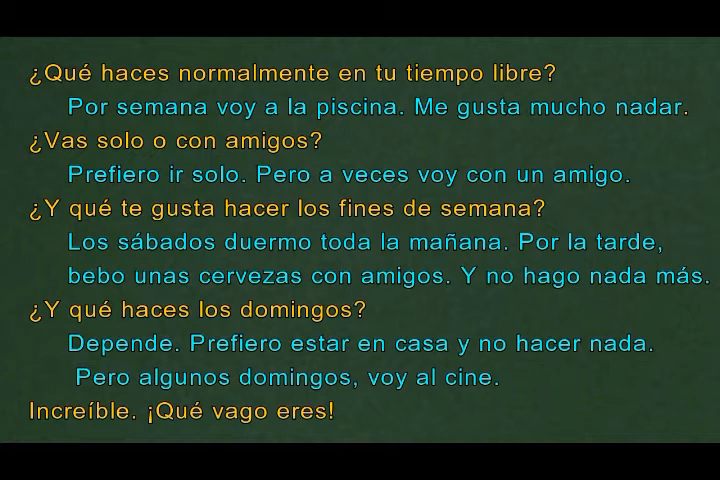 ¿Qué haces normalmente en tu tiempo libre?
Por semana voy a la piscina. Me gusta mucho nadar.
¿Vas solo o con amigos?
Prefiero ir solo. Pero a veces voy con un amigo.
¿Y qué te gusta hacer los fines de semana?
Los sábados duermo toda la mañana. Por la tarde,
bebo unas cervezas con amigos. Y no hago nada más.
¿Y qué haces los domingos?
Depende. Prefiero estar en casa y no hacer nada.
Pero algunos domingos, voy al cine.
Increíble. ¡Qué vago eres!